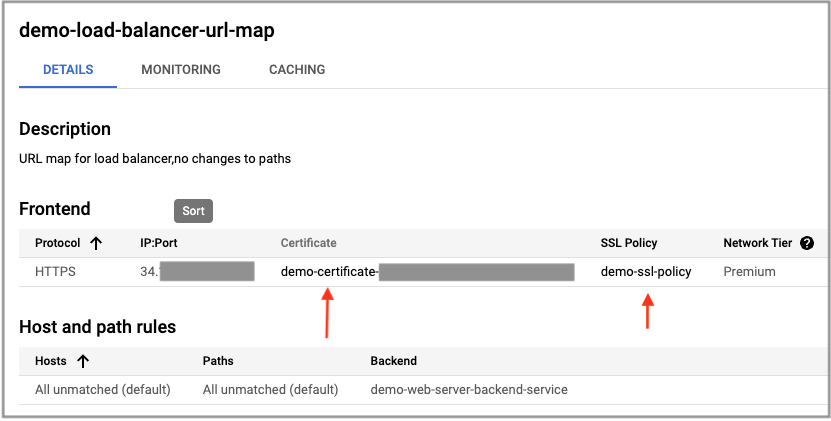 demo-load-balancer-url-map
DETAILS MONITORING CACHING
Description
URL map for load balancer,no changes to paths
Frontend Sort
Protocol IP:Port Certificate SSL Policy Network Tier ?
HTTPS 34. demo-certificate- demo-ssl-policy Premium
Host and path rules
Hosts Paths Backend
All unmatched (default) All unmatched (default) demo-web-server-backend-service